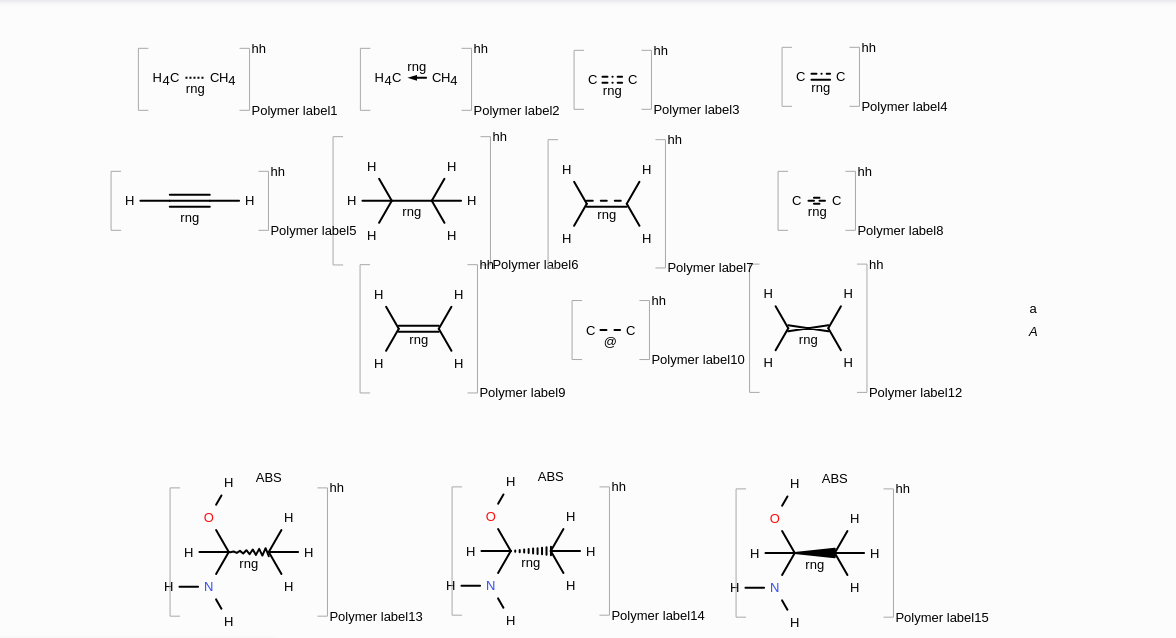 hh hh hh hh
H4C CH4 H4C rng CH4 C C C C
rng rng rng
Polymer label1 Polymer label2 Polymer label3 Polymer label4
hh hh hh hh
H H H H
H H H H C C
rng rng rng rng
H H H H
Polymer label5 Polymer label6 Polymer label7 Polymer label8
hh hh hh
H H H H
a
C C A
rng @ rng
H H H H
Polymer label9 Polymer label10 Polymer label12
ABS ABS ABS
H H H
hh hh hh
O H O H O H
H H H H H H
rng rng rng
H N H H N H H N H
H H H
Polymer label13 Polymer label14 Polymer label15